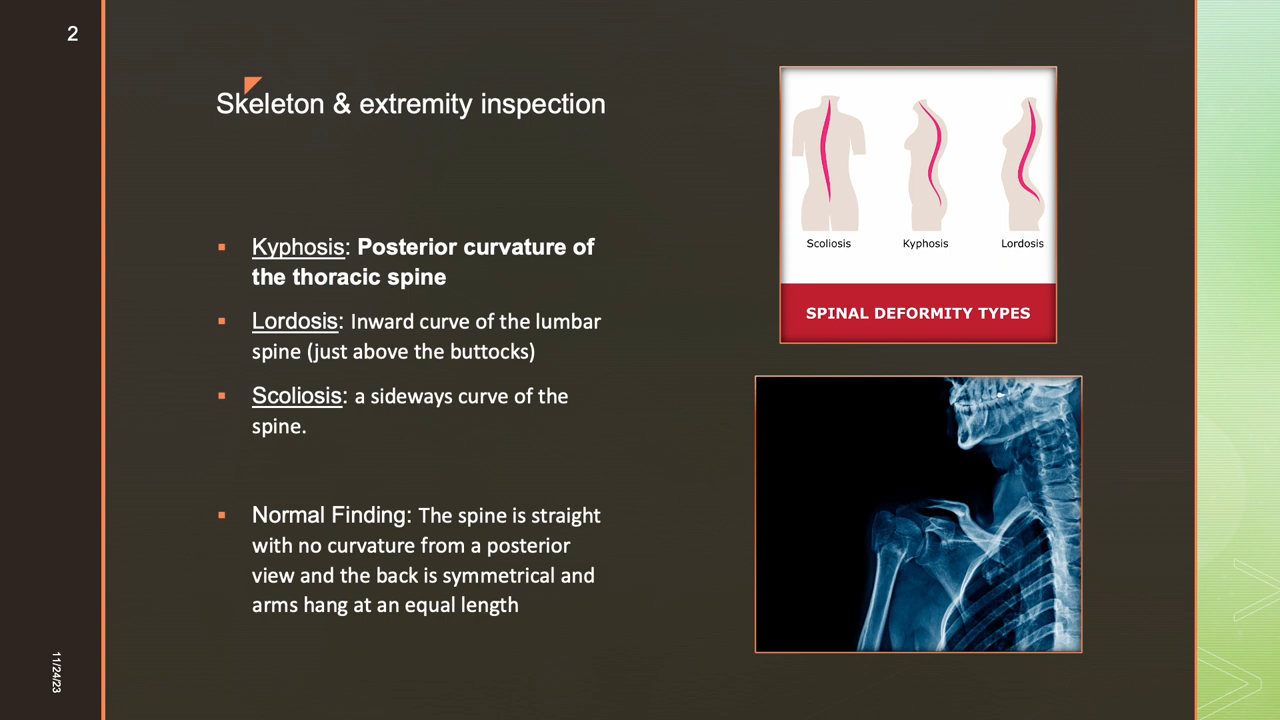 2
Skeleton & extremity inspection
▪ Kyphosis: Posterior curvature of
the thoracic spine
▪ Lordosis: Inward curve of the lumbar
spine (just above the buttocks)
▪ Scoliosis: a sideways curve of the
spine.
▪ Normal Finding: The spine is straight
with no curvature from a posterior
view and the back is symmetrical and
arms hang at an equal length
Scoliosis Kyphosis Lordosis
SPINAL DEFORMITY TYPES
11/24/23